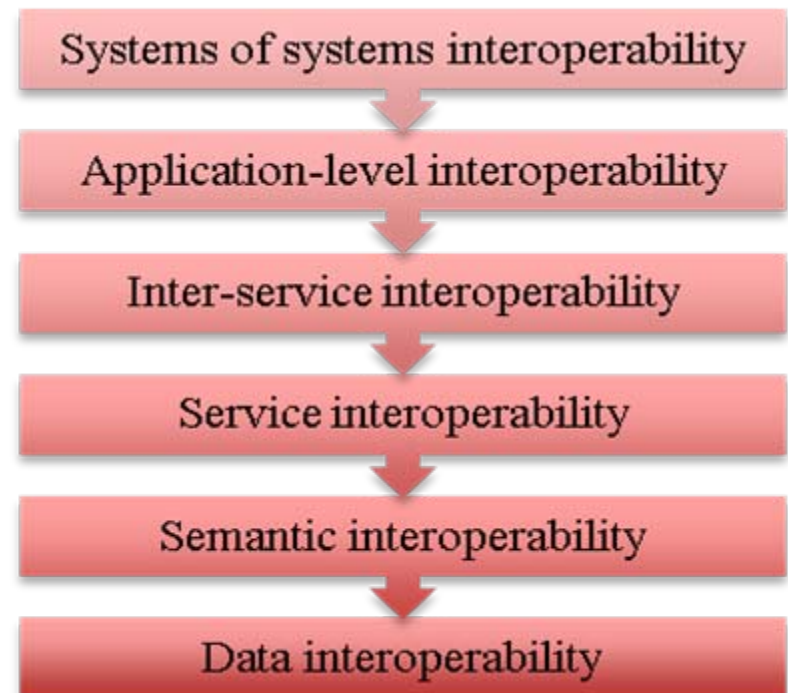 Systems of systems interoperability
Application-level interoperability
Inter-service interoperability
Service interoperability
Semantic interoperability
Data interoperability